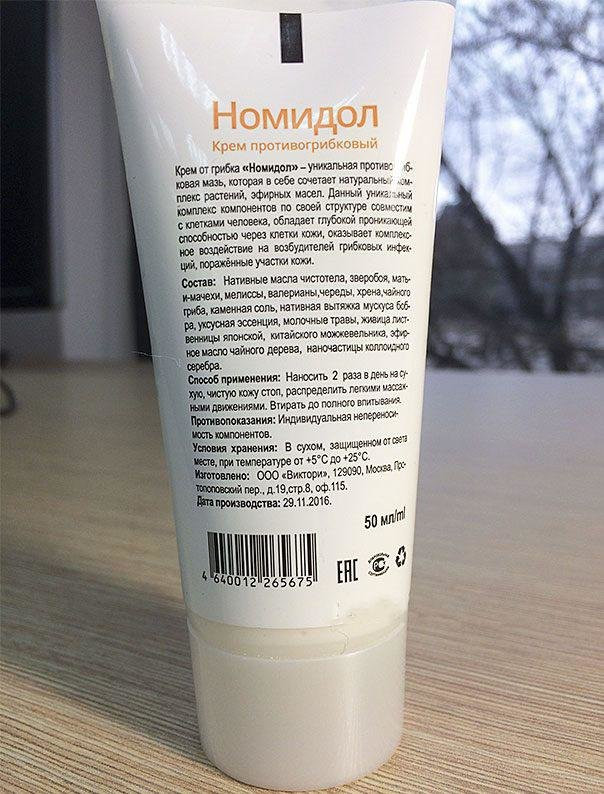 Номидол
Крем противогрибковый
Крем от грибка «Номидол» – уникальная противогриб-
ковая мазь, которая в себе сочетает натуральный ком-
плекс растений, эфирных масел. Данный уникальный
комплекс компонентов по своей структуре совместим
с клетками человека, обладает глубокой проникающей
способностью через клетки кожи, оказывает комплекс-
ное воздействие на возбудителей грибковых инфек-
ций, поражённые участки кожи.
Состав: Нативные масла чистотела, зверобоя, мать-
и-мачехи, мелиссы, валерианы,череды, хрена,чайного
гриба, каменная соль, нативная вытяжка мускуса боб-
ра, уксусная эссенция, молочные травы, живица лист-
венницы японской, китайского можжевельника, эфир-
ное масло чайного дерева, наночастицы коллоидного
серебра.
Способ применения: Наносить 2 раза в день на су-
хую, чистую кожу стоп, распределить легкими массаж-
ными движениями. Втирать до полного впитывания.
Противопоказания: Индивидуальная непереноси-
мость компонентов.
Условия хранения: В сухом, защищенном от света
месте, при температуре от +5°С до +25°С.
Изготовлено: ООО «Виктори», 129090, Москва, Про-
топоповский пер., д.19,стр.8, оф.115.
Дата производства: 29.11.2016.
50 мл/ml
4 640012 265675
ЕАС